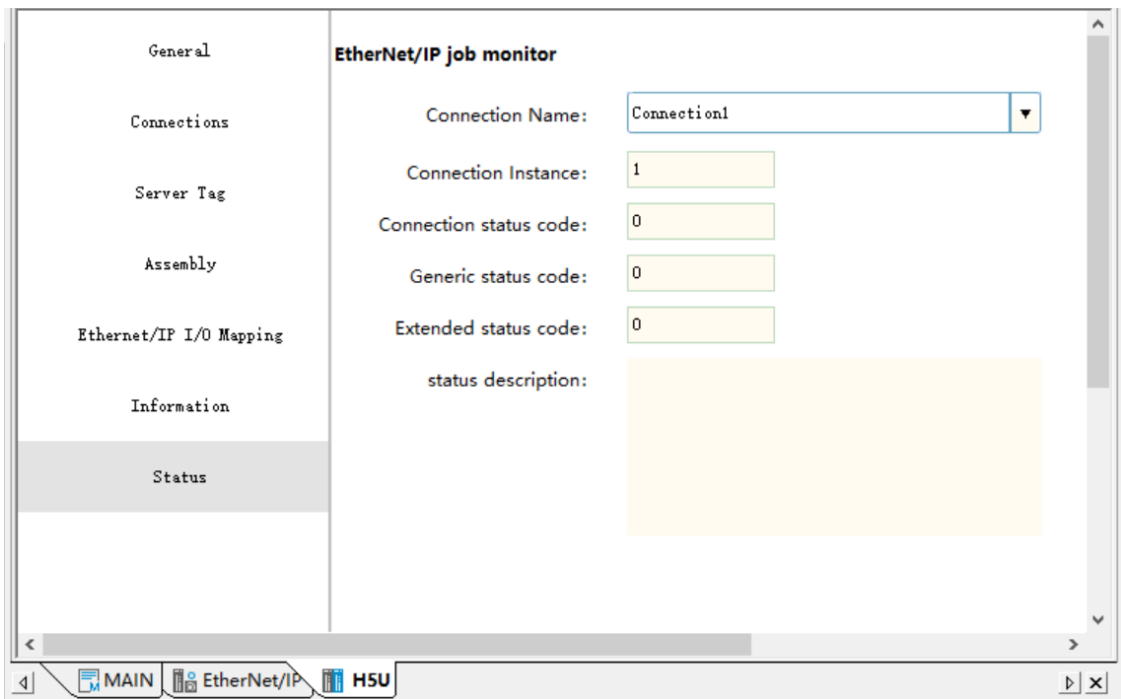 General
Connections
Server Tag
Assembly
Ethernet/IP I/O Mapping
Information
Status
EtherNet/IP job monitor
Connection Name: Connection1
Connection Instance: 1
Connection status code: 0
Generic status code: 0
Extended status code: 0
status description:
MAIN EtherNet/IP H5U